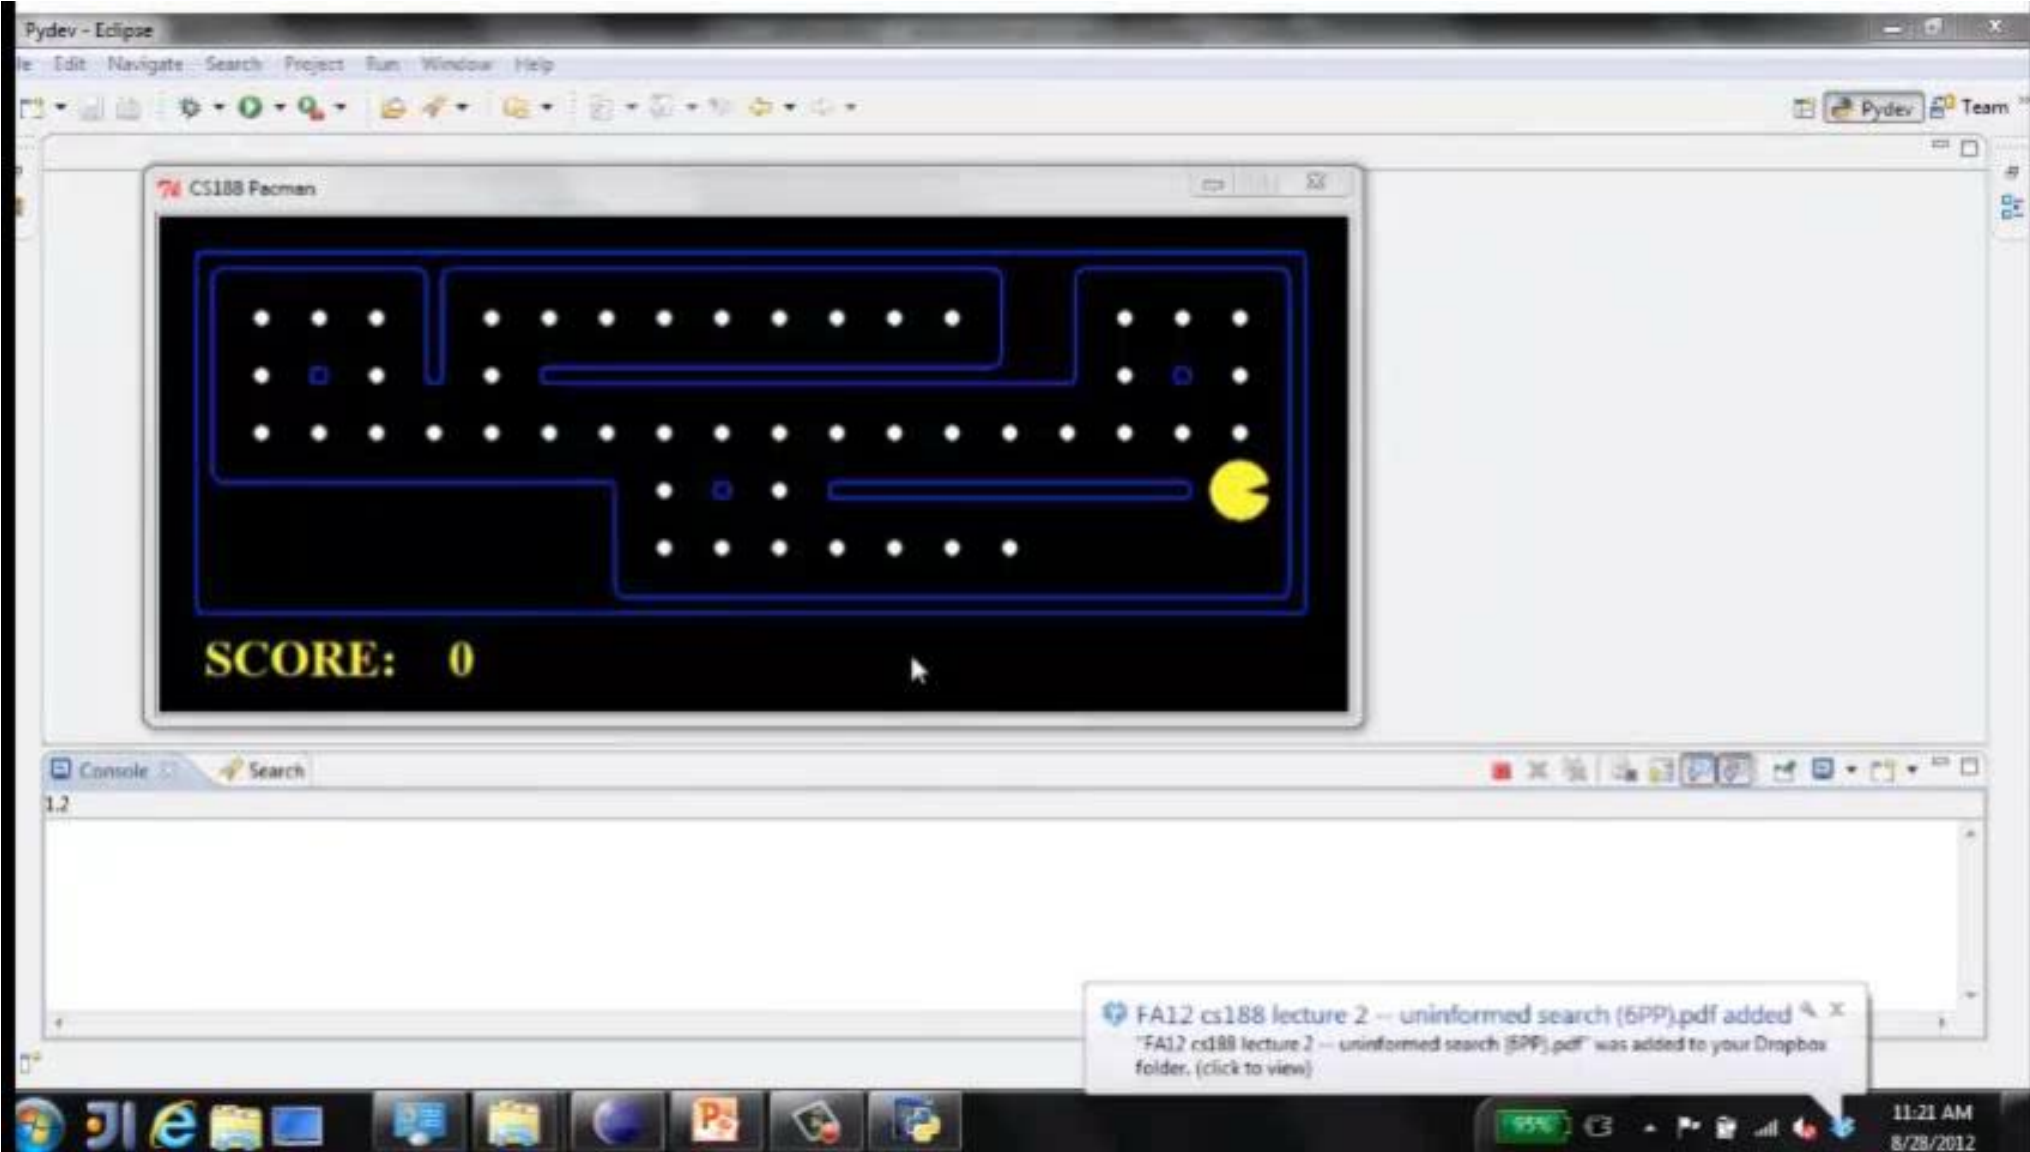 Pydev - Eclipse
le Edit Navigate Search Project Run Window Help
Pydev Team
CS188 Pacman
SCORE: 0
Console Search
1.2
FA12 cs188 lecture 2 -- uninformed search (6PP).pdf added
"FA12 cs188 lecture 2 -- uninformed search (6PP).pdf" was added to your Dropbox
folder. (click to view)
95%
11:21 AM
8/28/2012